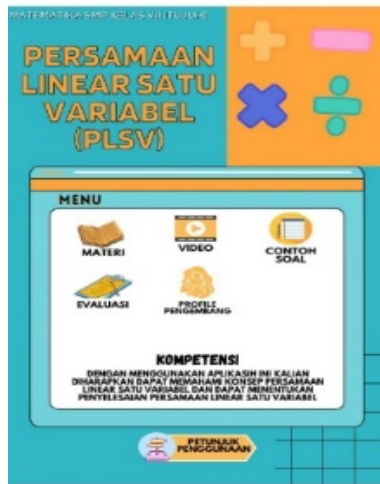 MATEMATIKA SMP KELAS VII (TUJUH)
PERSAMAAN
LINEAR SATU
VARIABEL
(PLSV)
MENU
MATERI
VIDEO
CONTOH
SOAL
EVALUASI
PROFILE
PENGEMBANG
KOMPETENSI
DENGAN MENGGUNAKAN APLIKASIH INI KALIAN
DIHARAPKAN DAPAT MEMAHAMI KONSEP PERSAMAAN
LINEAR SATU VARIABEL DAN DAPAT MENENTUKAN
PENYELESAIAN PERSAMAAN LINEAR SATU VARIABEL
PETUNJUK
PENGGUNAAN